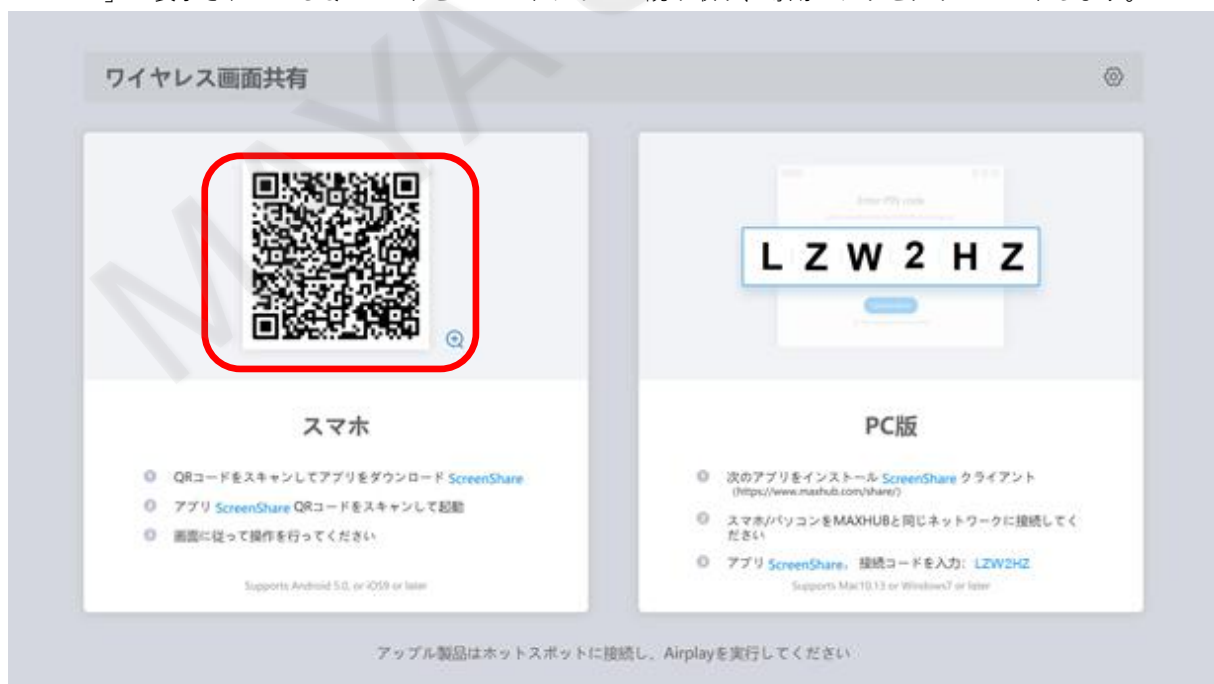 ワイヤレス画面共有
Enter PIN code
L Z W 2 H Z
スマホ
QRコードをスキャンしてアプリをダウンロード ScreenShare
アプリ ScreenShare QRコードをスキャンして起動
画面に従って操作を行ってください
Supports Android 5.0, or iOS9 or later
PC版
次のアプリをインストール ScreenShare クライアント
(https://www.maxhub.com/share/)
スマホ/パソコンをMAXHUBと同じネットワークに接続してく
ださい
アプリ ScreenShare, 接続コードを入力: LZW2HZ
Supports Mac10.13 or Windows7 or later
アップル製品はホットスポットに接続し、Airplayを実行してください
MAYA